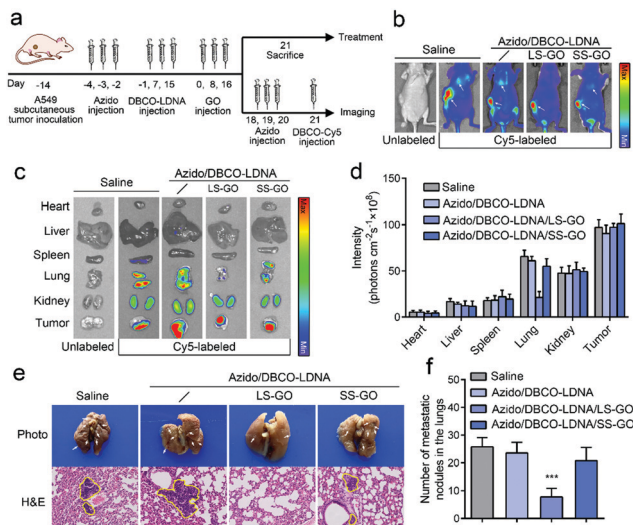 a
Day
-14
A549
subcutaneous
tumor inoculation
-4, -3, -2
Azido
injection
-1, 7, 15
DBCO-LDNA
injection
0, 8, 16
GO
injection
21
Sacrifice
Treatment
Imaging
18, 19, 20
Azido
injection
21
DBCO-Cy5
injection
b
Saline
Azido/DBCO-LDNA
LS-GO
SS-GO
Max
Min
Unlabeled
Cy5-labeled
c
Saline
Azido/DBCO-LDNA
LS-GO
SS-GO
Heart
Liver
Spleen
Lung
Kidney
Tumor
Max
Min
Unlabeled
Cy5-labeled
d
Saline
Azido/DBCO-LDNA
Azido/DBCO-LDNA/LS-GO
Azido/DBCO-LDNA/SS-GO
Intensity
(photons cm⁻²s⁻¹×10⁸)
150
100
50
0
Heart
Liver
Spleen
Lung
Kidney
Tumor
e
Saline
Azido/DBCO-LDNA
LS-GO
SS-GO
Photo
H&E
f
Saline
Azido/DBCO-LDNA
Azido/DBCO-LDNA/LS-GO
Azido/DBCO-LDNA/SS-GO
Number of metastatic
nodules in the lungs
50
40
30
20
10
0
***